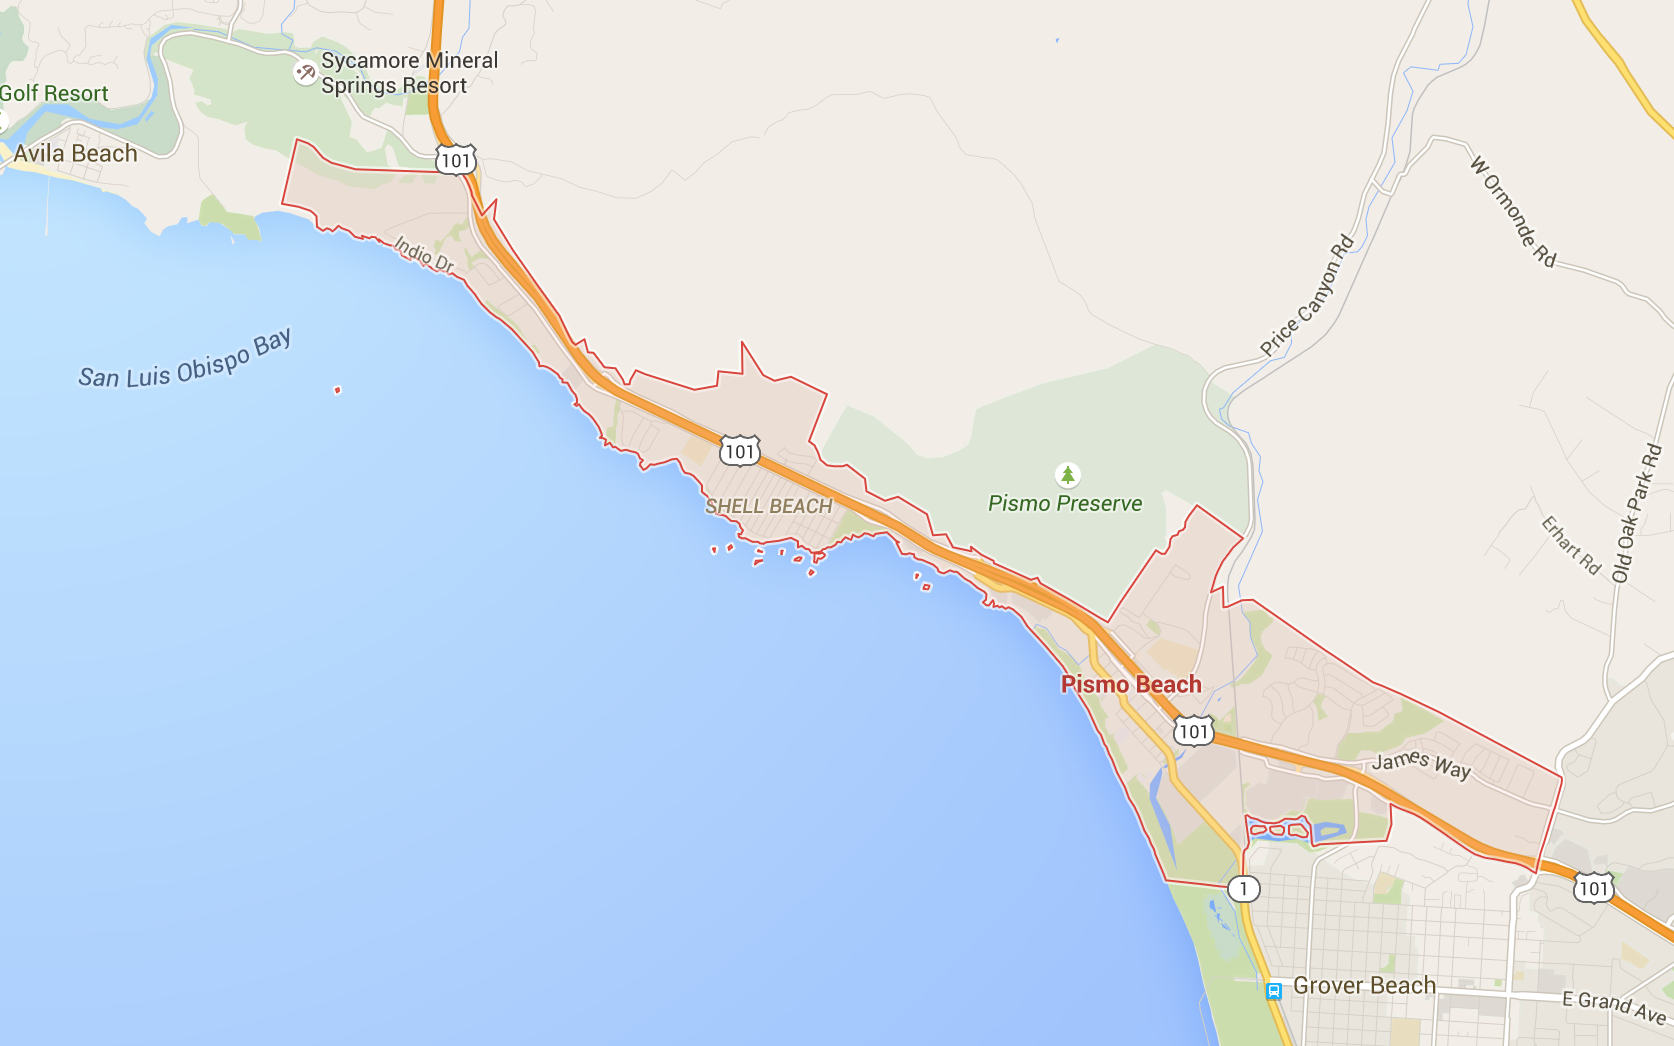 Sycamore Mineral
Springs Resort
Golf Resort
Avila Beach
101
Indio Dr
W Ormonde Rd
Price Canyon Rd
San Luis Obispo Bay
101
SHELL BEACH
Pismo Preserve
Old Oak Park Rd
Erhart Rd
Pismo Beach
101
James Way
1
101
Grover Beach
E Grand Ave